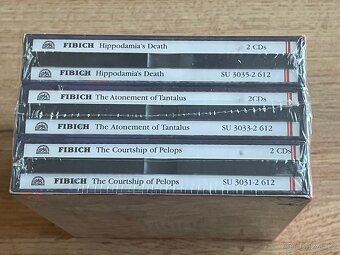 FIBICH Hippodamia's Death 2 CDs
FIBICH Hippodamia's Death SU 3035-2 612
FIBICH The Atonement of Tantalus 2CDs
FIBICH The Atonement of Tantalus SU 3033-2 612
FIBICH The Courtship of Pelops 2 CDs
FIBICH The Courtship of Pelops SU 3031-2 612